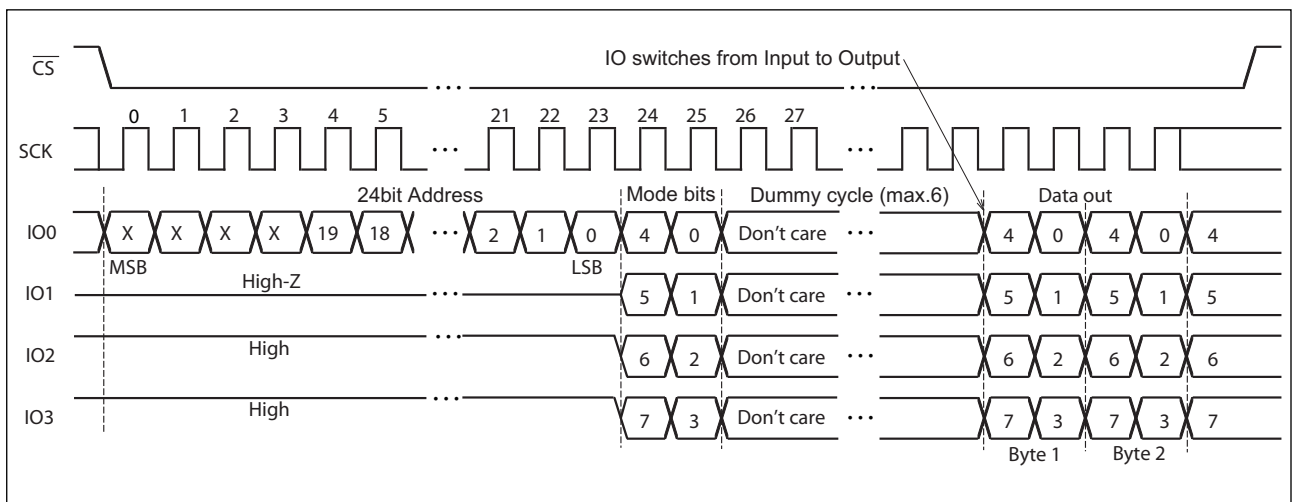 CS
IO switches from Input to Output
0 1 2 3 4 5 21 22 23 24 25 26 27
SCK
24bit Address Mode bits Dummy cycle (max.6) Data out
IO0 X X X X 19 18 2 1 0 4 0 Don't care 4 0 4 0 4
MSB LSB
IO1 High-Z 5 1 Don't care 5 1 5 1 5
IO2 High 6 2 Don't care 6 2 6 2 6
IO3 High 7 3 Don't care 7 3 7 3 7
Byte 1 Byte 2